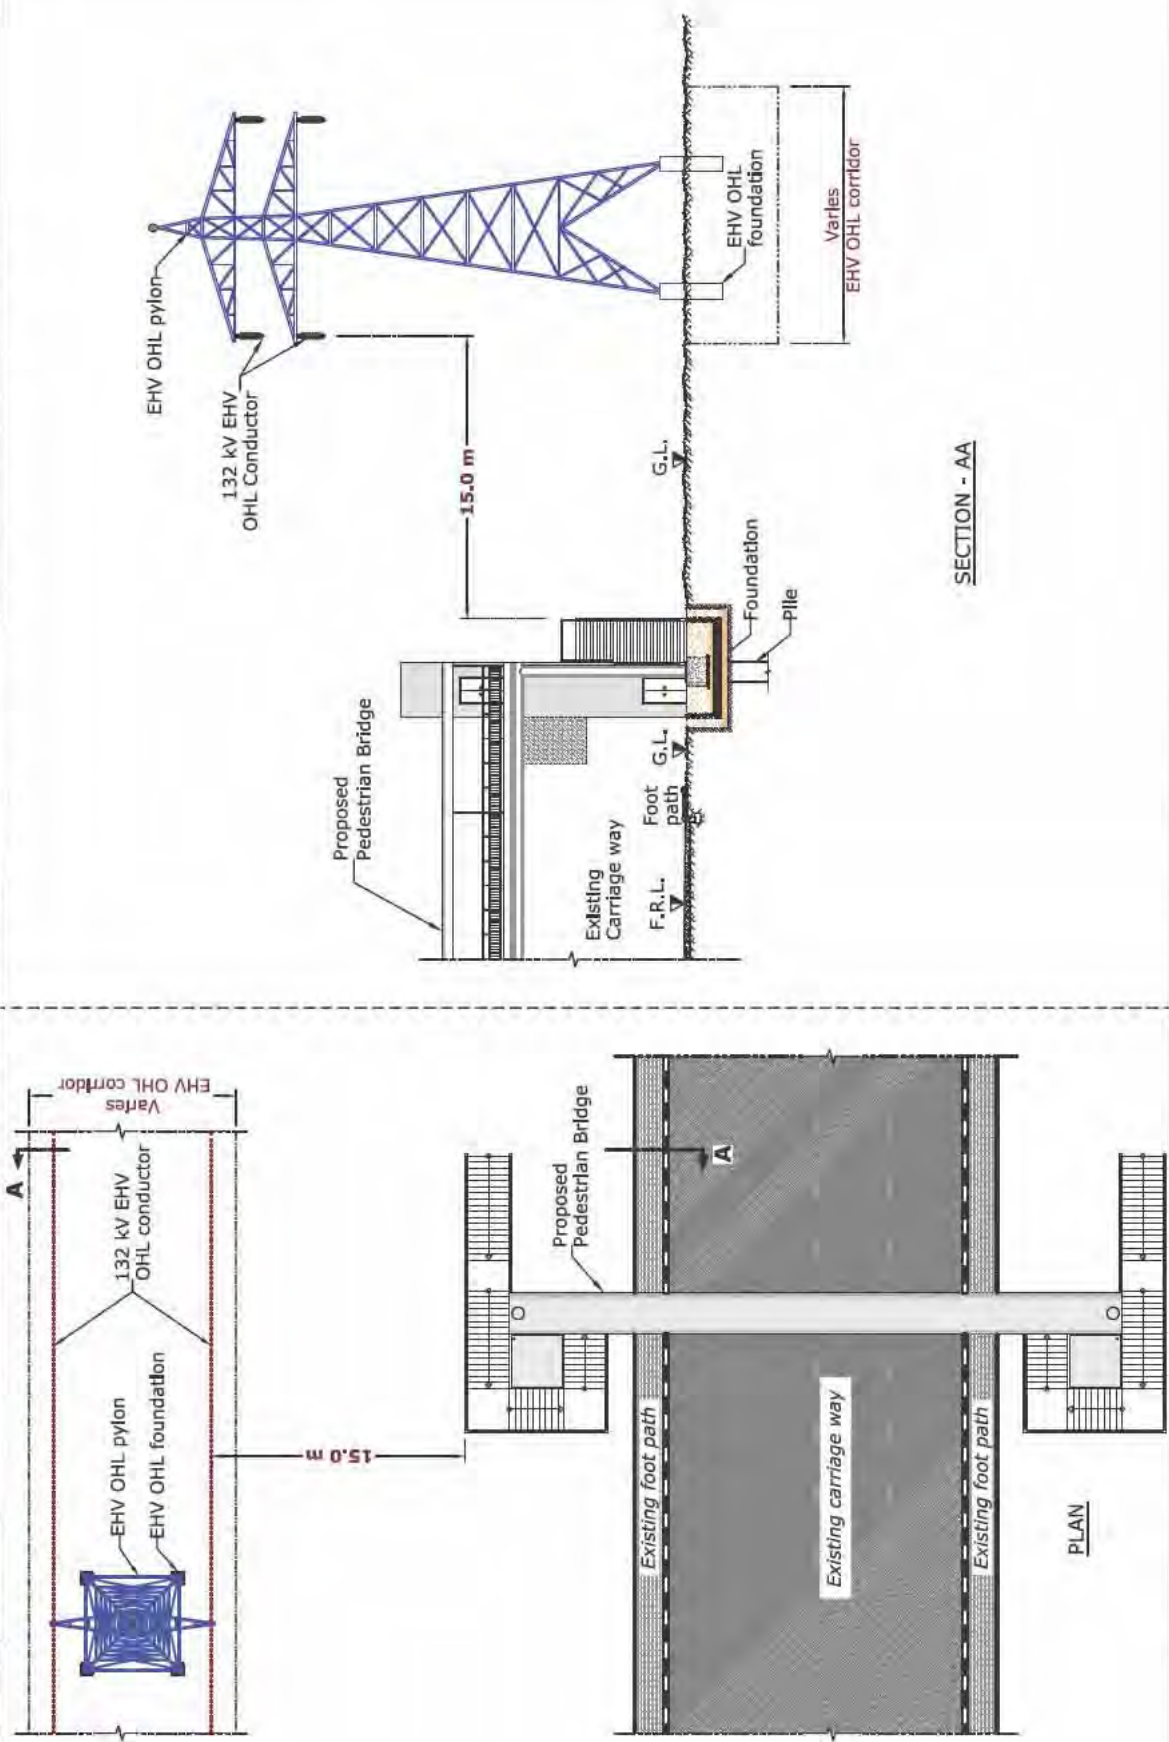 EHV OHL pylon
132 kV EHV
OHL Conductor
15.0 m
Proposed
Pedestrian Bridge
Existing
Carriage way
F.R.L.
Foot
path
G.L.
G.L.
Foundation
Pile
EHV OHL
foundation
Varies
EHV OHL corridor
SECTION - AA
A
Varies
EHV OHL corridor
132 kV EHV
OHL conductor
EHV OHL pylon
EHV OHL foundation
15.0 m
Proposed
Pedestrian Bridge
A
Existing foot path
Existing carriage way
Existing foot path
PLAN